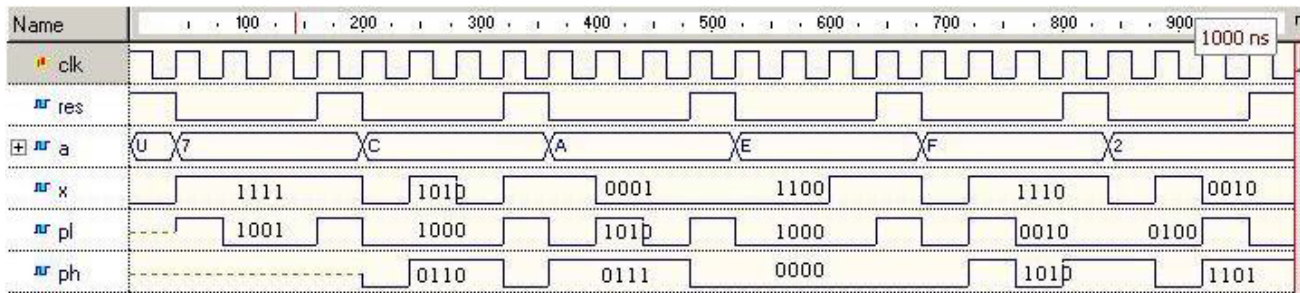 Name 100 200 300 400 500 600 700 800 900
1000 ns
clk
res
a U 7 C A E F 2
x 1111 1010 0001 1100 1110 0010
pl 1001 1000 1010 1000 0010 0100
ph 0110 0111 0000 1010 1101